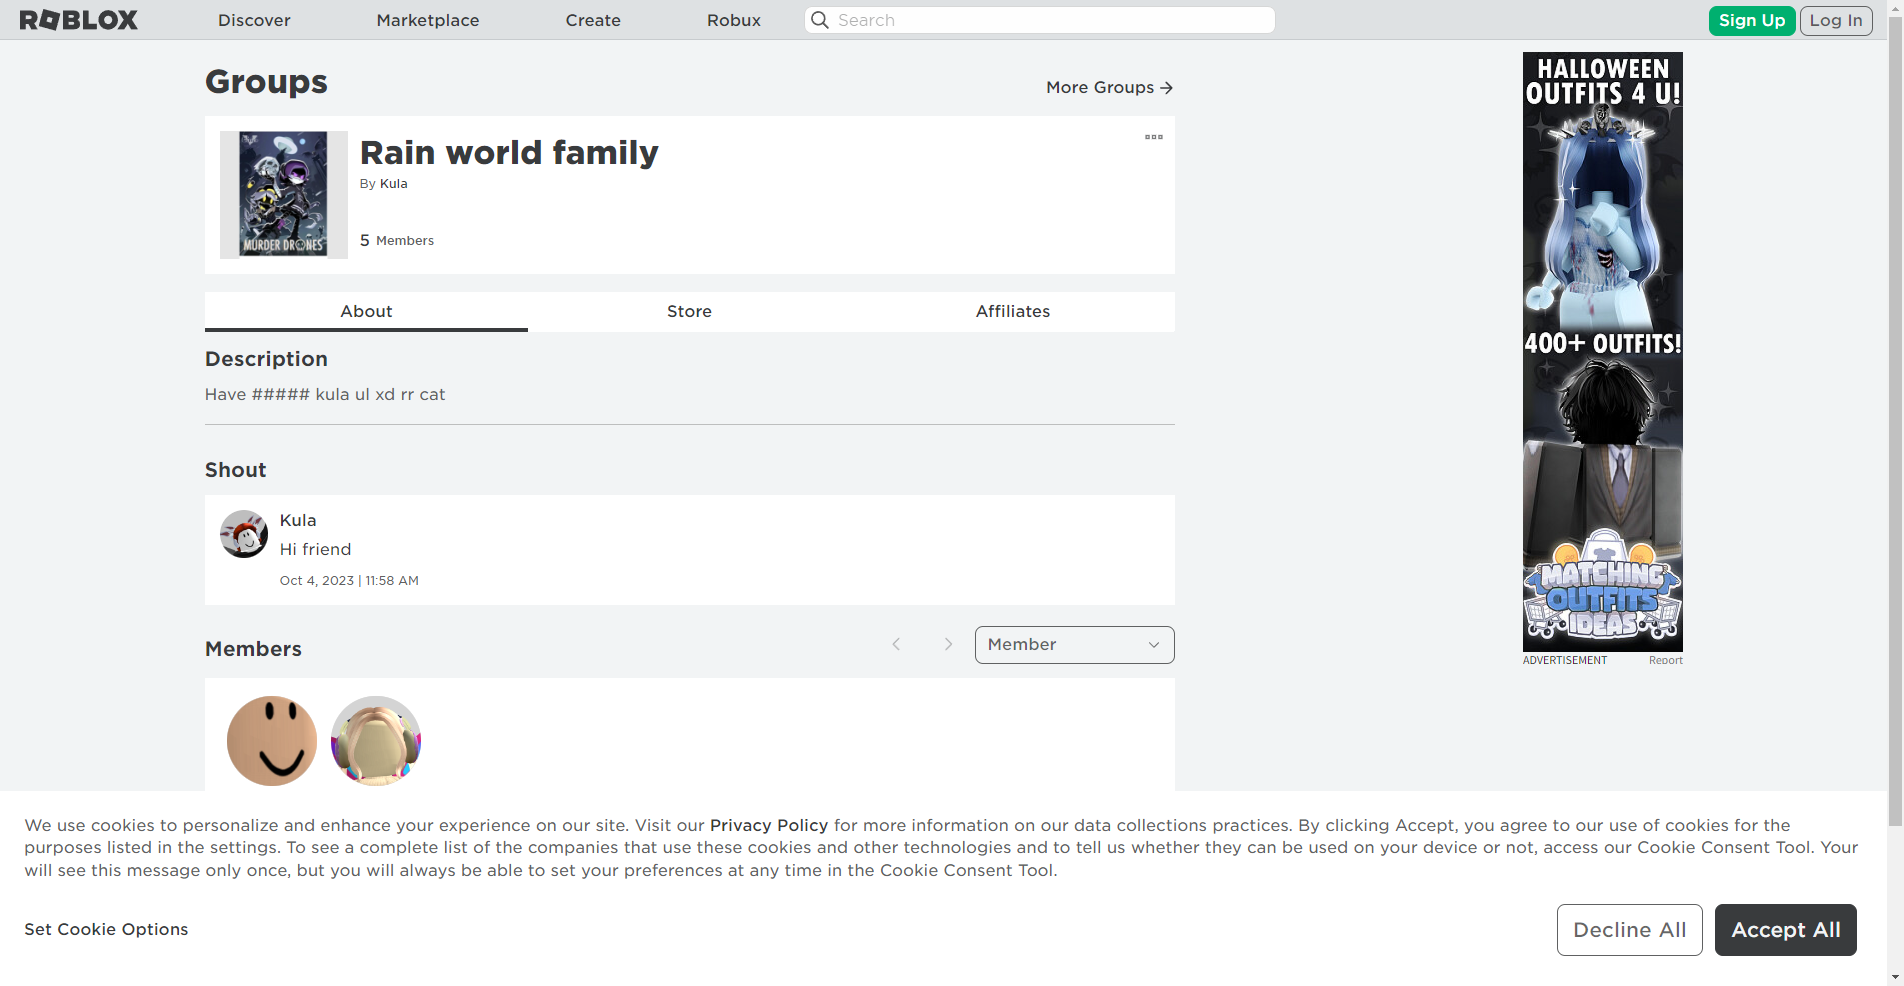 ROBLOX
Discover
Marketplace
Create
Robux
Search
Sign Up
Log In
Groups
More Groups
Rain world family
By Kula
5 Members
MURDER DRONES
About
Store
Affiliates
Description
Have ##### kula ul xd rr cat
Shout
Kula
Hi friend
Oct 4, 2023 | 11:58 AM
Members
Member
HALLOWEEN
OUTFITS 4 U!
400+ OUTFITS!
MATCHING
OUTFITS
IDEAS
ADVERTISEMENT
Report
We use cookies to personalize and enhance your experience on our site. Visit our Privacy Policy for more information on our data collections practices. By clicking Accept, you agree to our use of cookies for the
purposes listed in the settings. To see a complete list of the companies that use these cookies and other technologies and to tell us whether they can be used on your device or not, access our Cookie Consent Tool. Your
will see this message only once, but you will always be able to set your preferences at any time in the Cookie Consent Tool.
Set Cookie Options
Decline All
Accept All